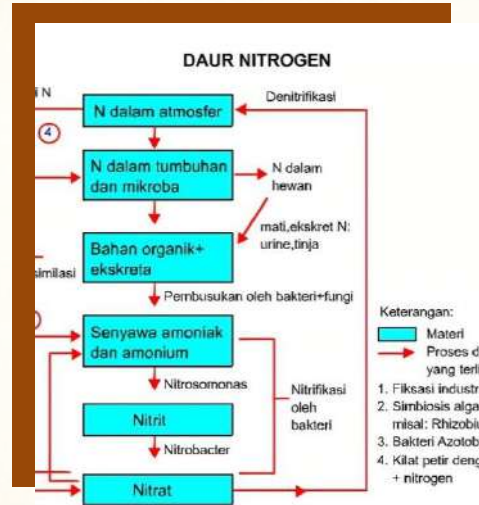 DAUR NITROGEN
i N
N dalam atmosfer
Denitrifikasi
4
N dalam tumbuhan
dan mikroba
N dalam
hewan
mati,ekskret N:
urine,tinja
Bahan organik+
ekskreta
similasi
Pembusukan oleh bakteri+fungi
Senyawa amoniak
dan amonium
Nitrosomonas
Nitrit
Nitrifikasi
oleh
bakteri
Nitrobacter
Nitrat
Keterangan:
Materi
Proses d
yang terli
1. Fiksasi industr
2. Simbiosis alga
misal: Rhizobiu
3. Bakteri Azotob
4. Kilat petir deng
+ nitrogen